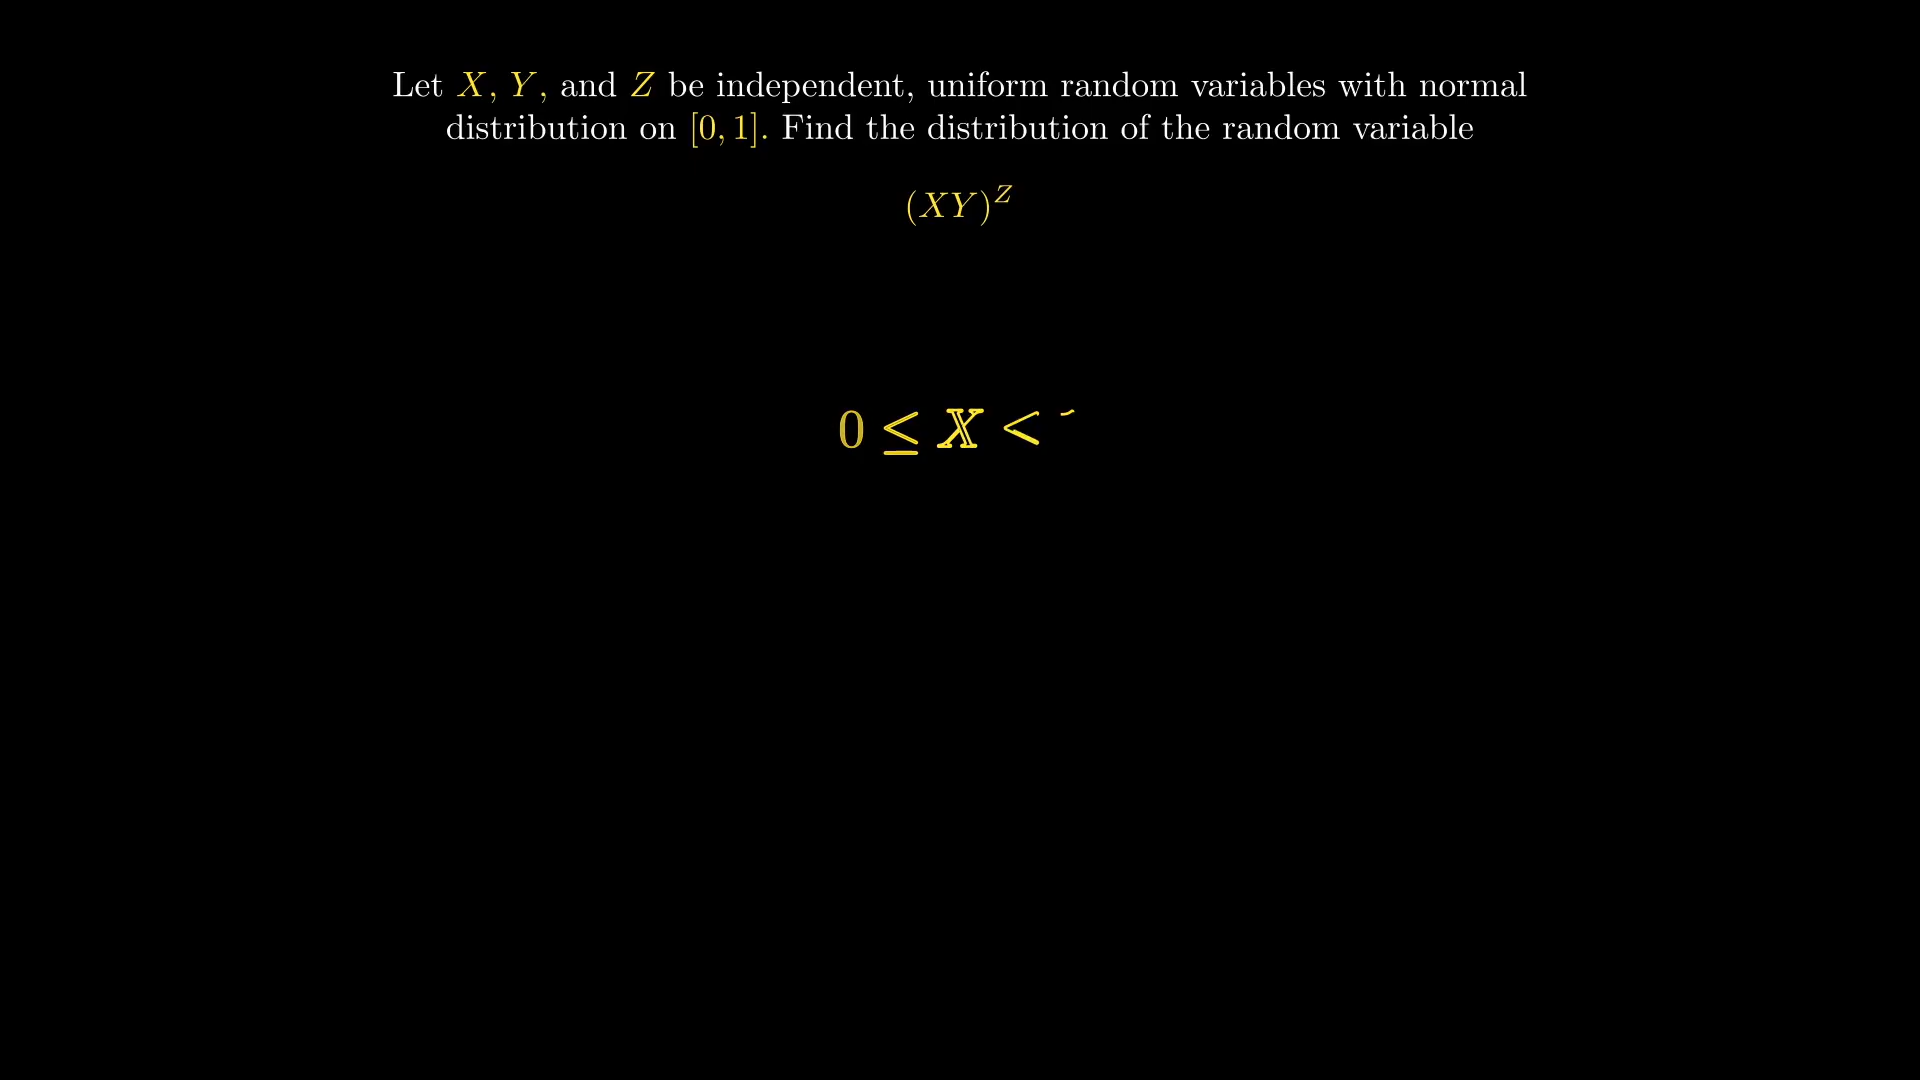 Let X, Y, and Z be independent, uniform random variables with normal
distribution on [0, 1]. Find the distribution of the random variable
(XY)^Z
0 ≤ X <